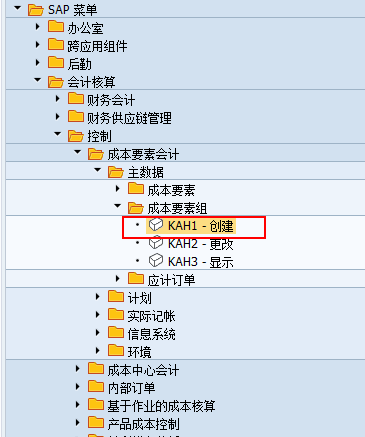 SAP 菜单
办公室
跨应用组件
后勤
会计核算
财务会计
财务供应链管理
控制
成本要素会计
主数据
成本要素
成本要素组
KAH1 - 创建
KAH2 - 更改
KAH3 - 显示
应计订单
计划
实际记帐
信息系统
环境
成本中心会计
内部订单
基于作业的成本核算
产品成本控制